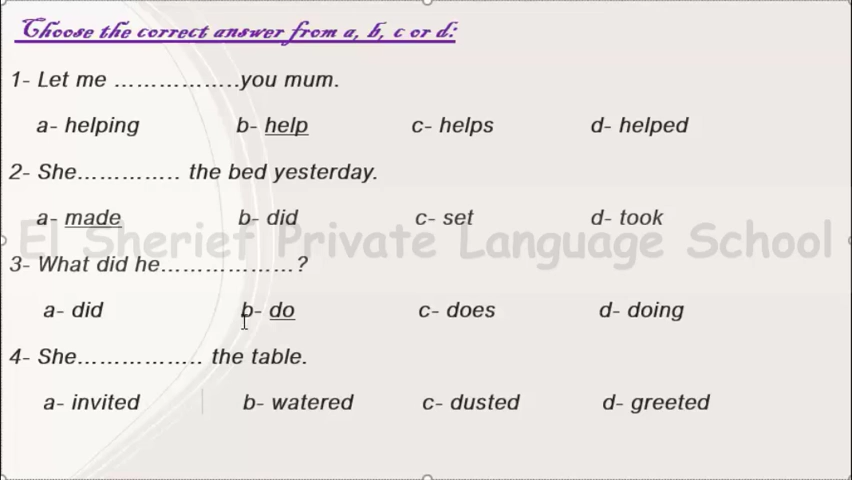 Choose the correct answer from a, b, c or d:
1- Let me ……………..you mum.
a- helping b- help c- helps d- helped
2- She………….. the bed yesterday.
a- made b- did c- set d- took
El Sherief Private Language School
3- What did he………………?
a- did b- do c- does d- doing
4- She…………….. the table.
a- invited b- watered c- dusted d- greeted